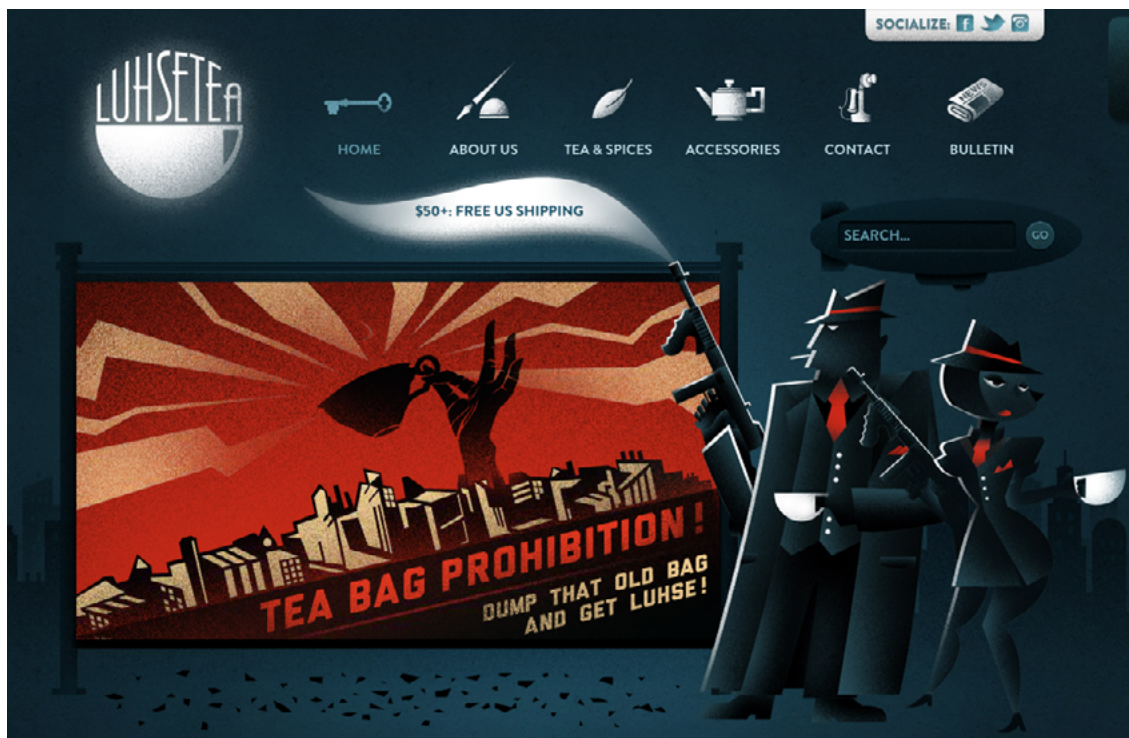 SOCIALIZE:
LUHSETEA
HOME
ABOUT US
TEA & SPICES
ACCESSORIES
CONTACT
NEWS
BULLETIN
$50+: FREE US SHIPPING
SEARCH...
GO
TEA BAG PROHIBITION!
DUMP THAT OLD BAG
AND GET LUHSE!